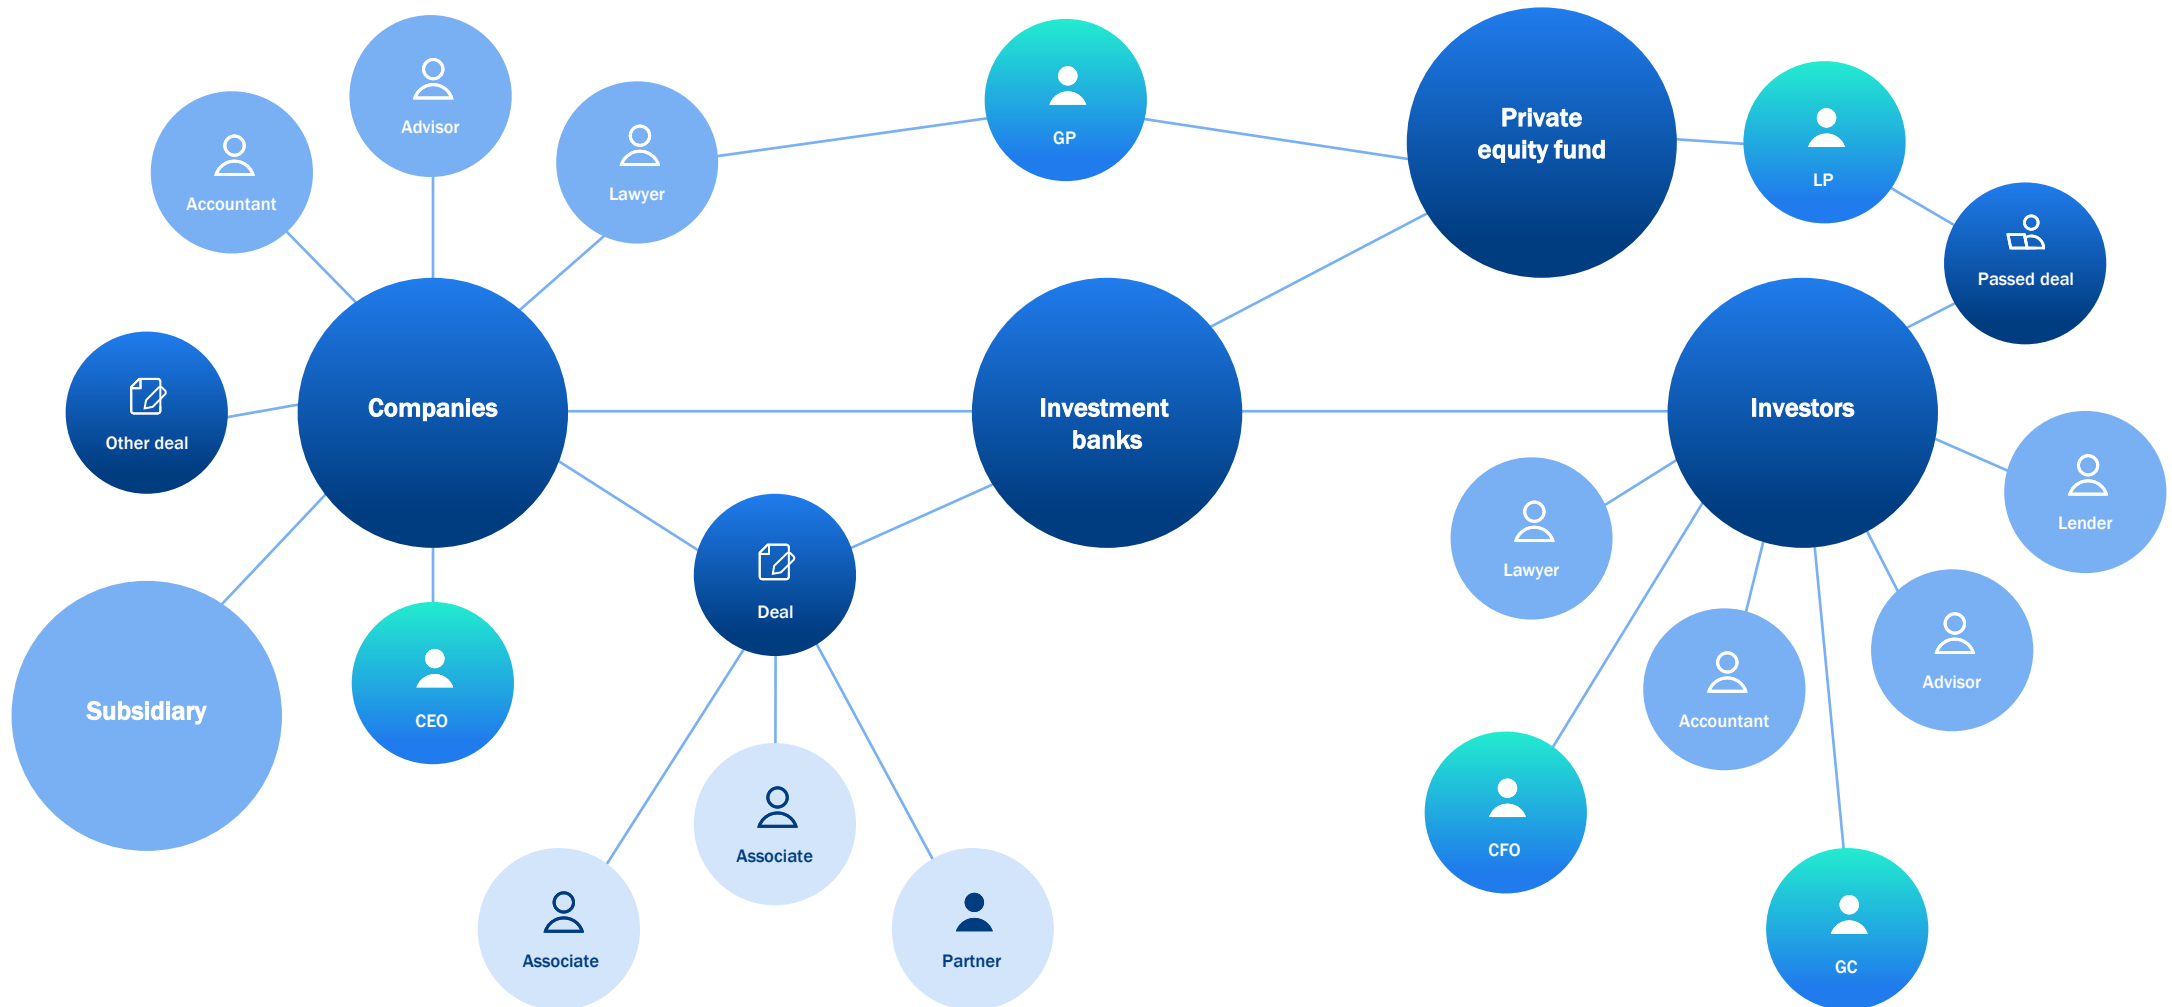 Advisor
Accountant
Lawyer
GP
Private
equity fund
LP
Passed deal
Other deal
Companies
Investment
banks
Investors
Lender
Lawyer
Deal
Subsidiary
CEO
Accountant
Advisor
CFO
Associate
Associate
Partner
GC